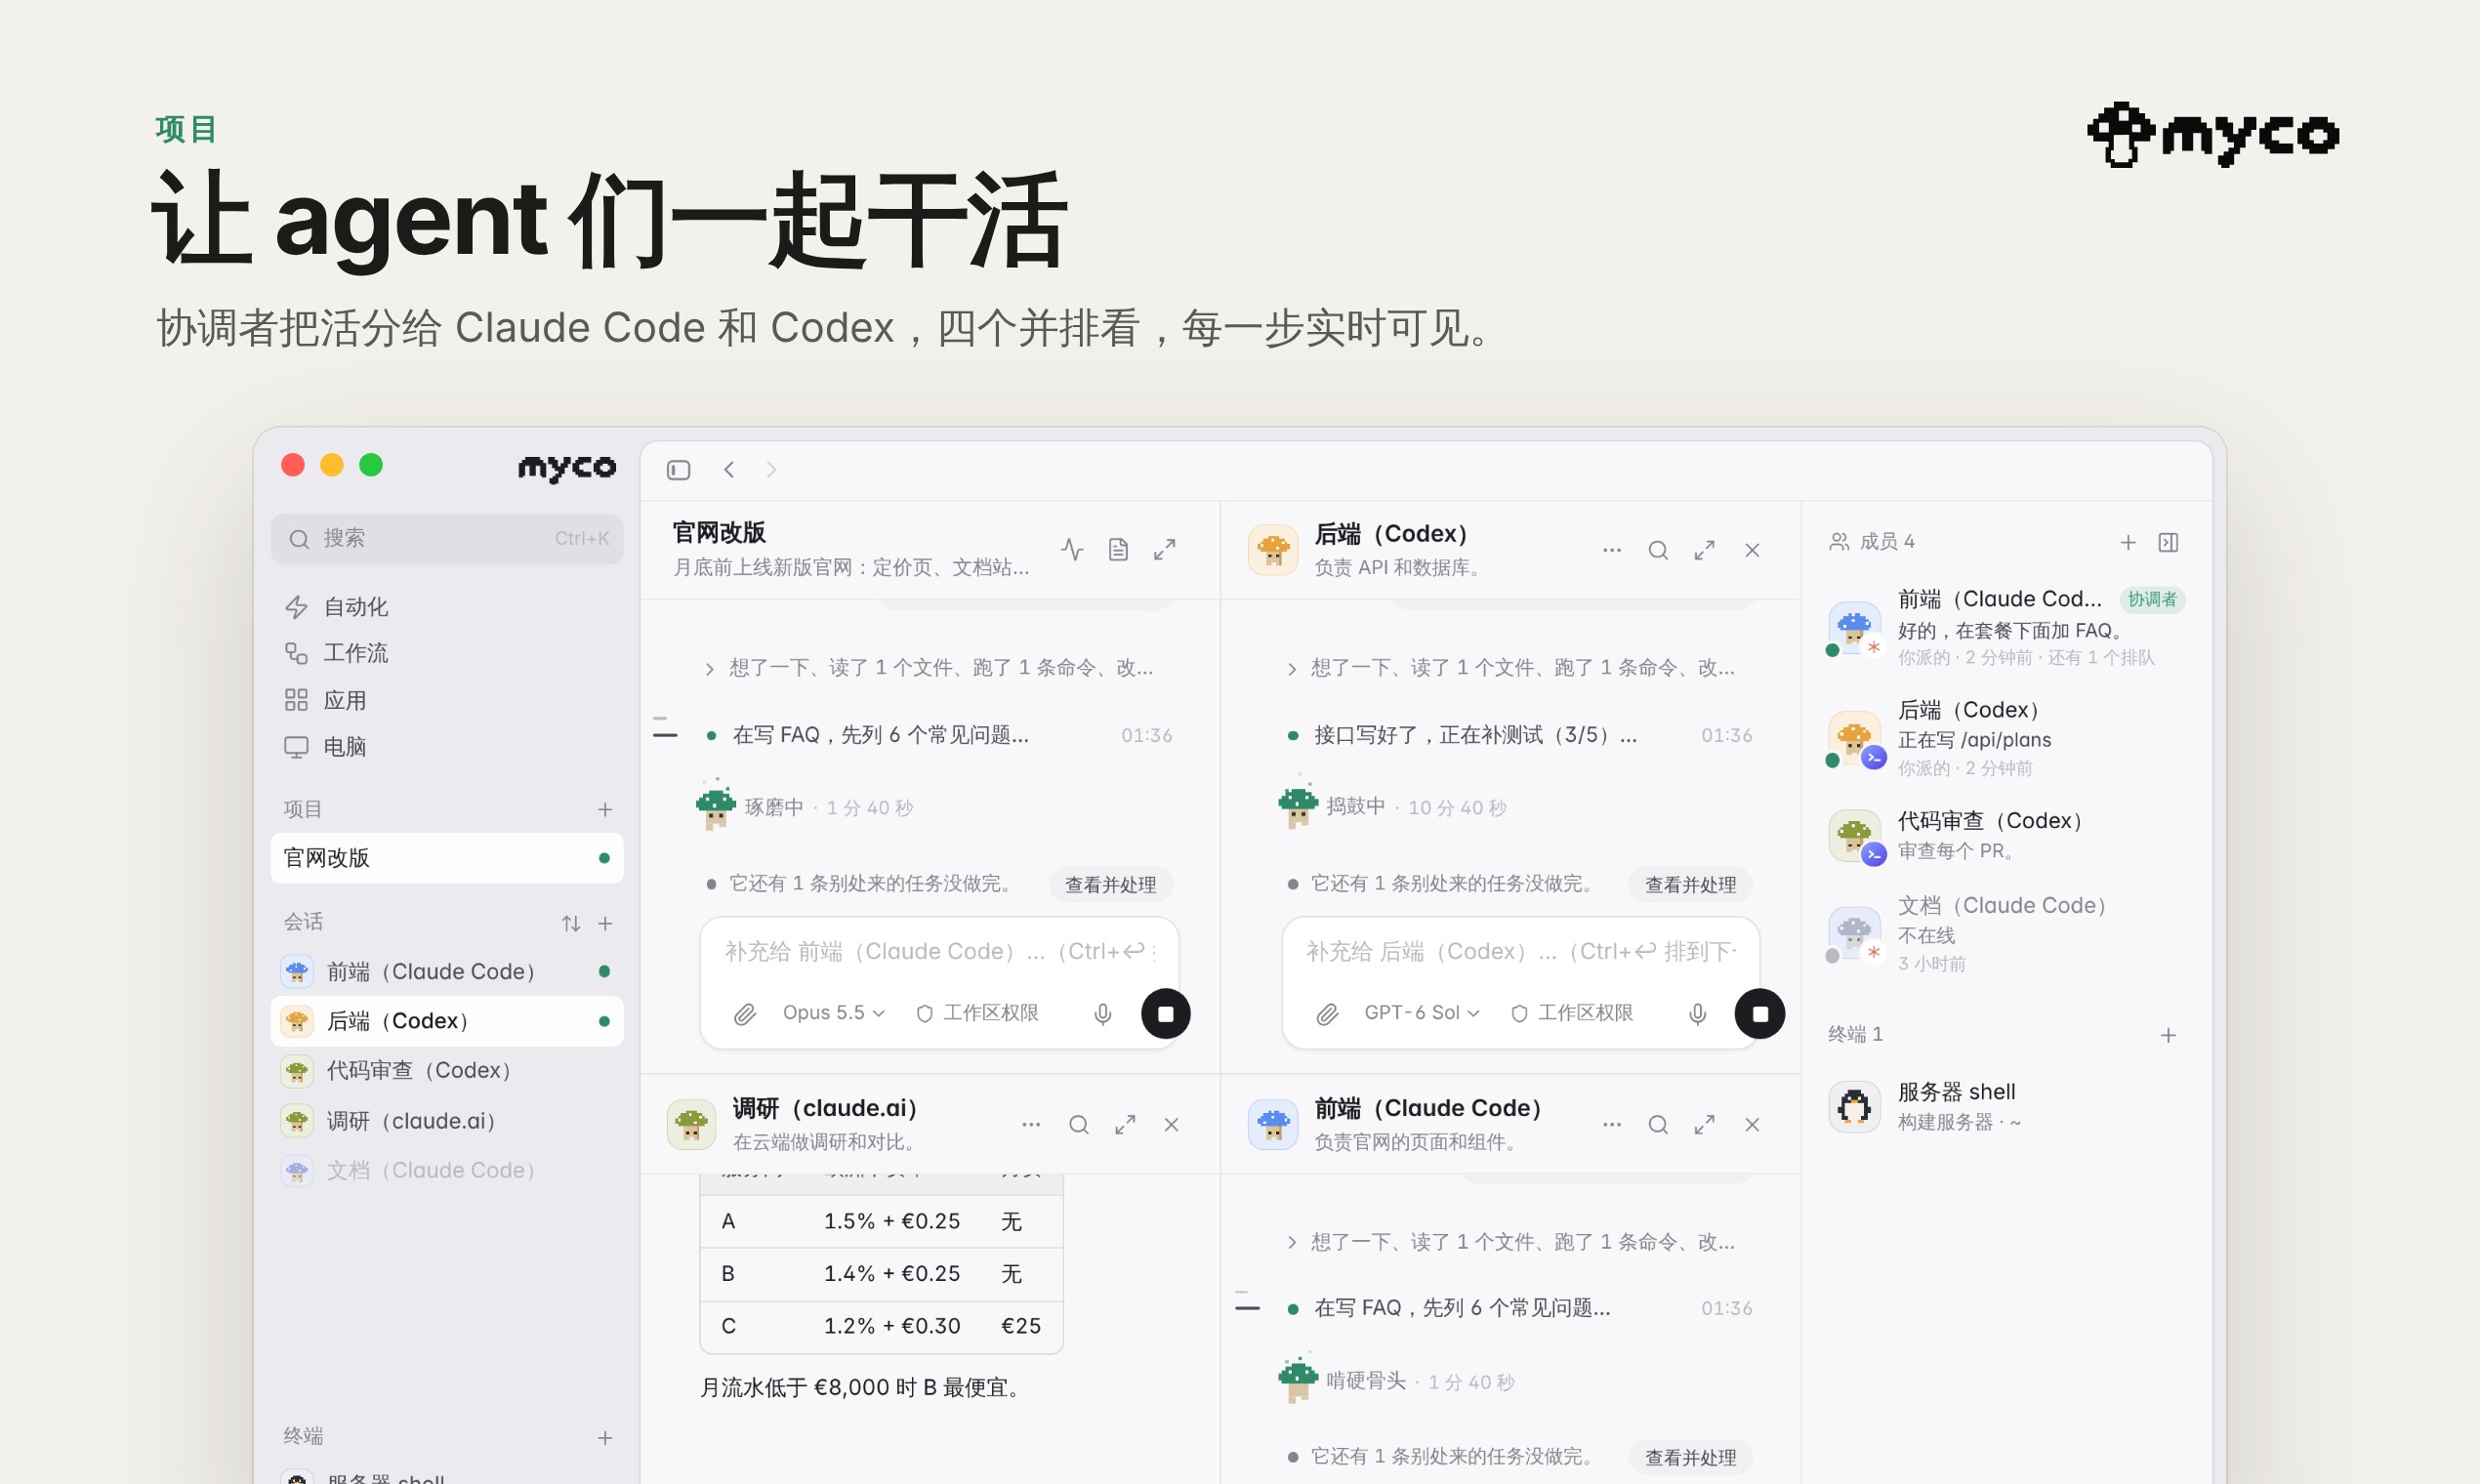 项目
让 agent 们一起干活
协调者把活分给 Claude Code 和 Codex，四个并排看，每一步实时可见。
myco
myco
搜索 Ctrl+K
自动化
工作流
应用
电脑
项目
官网改版
会话
前端（Claude Code）
后端（Codex）
代码审查（Codex）
调研（claude.ai）
文档（Claude Code）
终端
服务器 shell
官网改版
月底前上线新版官网：定价页、文档站...
想了一下、读了 1 个文件、跑了 1 条命令、改...
在写 FAQ，先列 6 个常见问题... 01:36
琢磨中 · 1 分 40 秒
它还有 1 条别处来的任务没做完。 查看并处理
补充给 前端（Claude Code）...（Ctrl+↩
Opus 5.5 工作区权限
后端（Codex）
负责 API 和数据库。
想了一下、读了 1 个文件、跑了 1 条命令、改...
接口写好了，正在补测试（3/5）... 01:36
捣鼓中 · 10 分 40 秒
它还有 1 条别处来的任务没做完。 查看并处理
补充给 后端（Codex）...（Ctrl+↩ 排到下
GPT-6 Sol 工作区权限
调研（claude.ai）
在云端做调研和对比。
A 1.5% + €0.25 无
B 1.4% + €0.25 无
C 1.2% + €0.30 €25
月流水低于 €8,000 时 B 最便宜。
前端（Claude Code）
负责官网的页面和组件。
想了一下、读了 1 个文件、跑了 1 条命令、改...
在写 FAQ，先列 6 个常见问题... 01:36
啃硬骨头 · 1 分 40 秒
它还有 1 条别处来的任务没做完。 查看并处理
成员 4
前端（Claude Cod... 协调者
好的，在套餐下面加 FAQ。
你派的 · 2 分钟前 · 还有 1 个排队
后端（Codex）
正在写 /api/plans
你派的 · 2 分钟前
代码审查（Codex）
审查每个 PR。
文档（Claude Code）
不在线
3 小时前
终端 1
服务器 shell
构建服务器 · ~